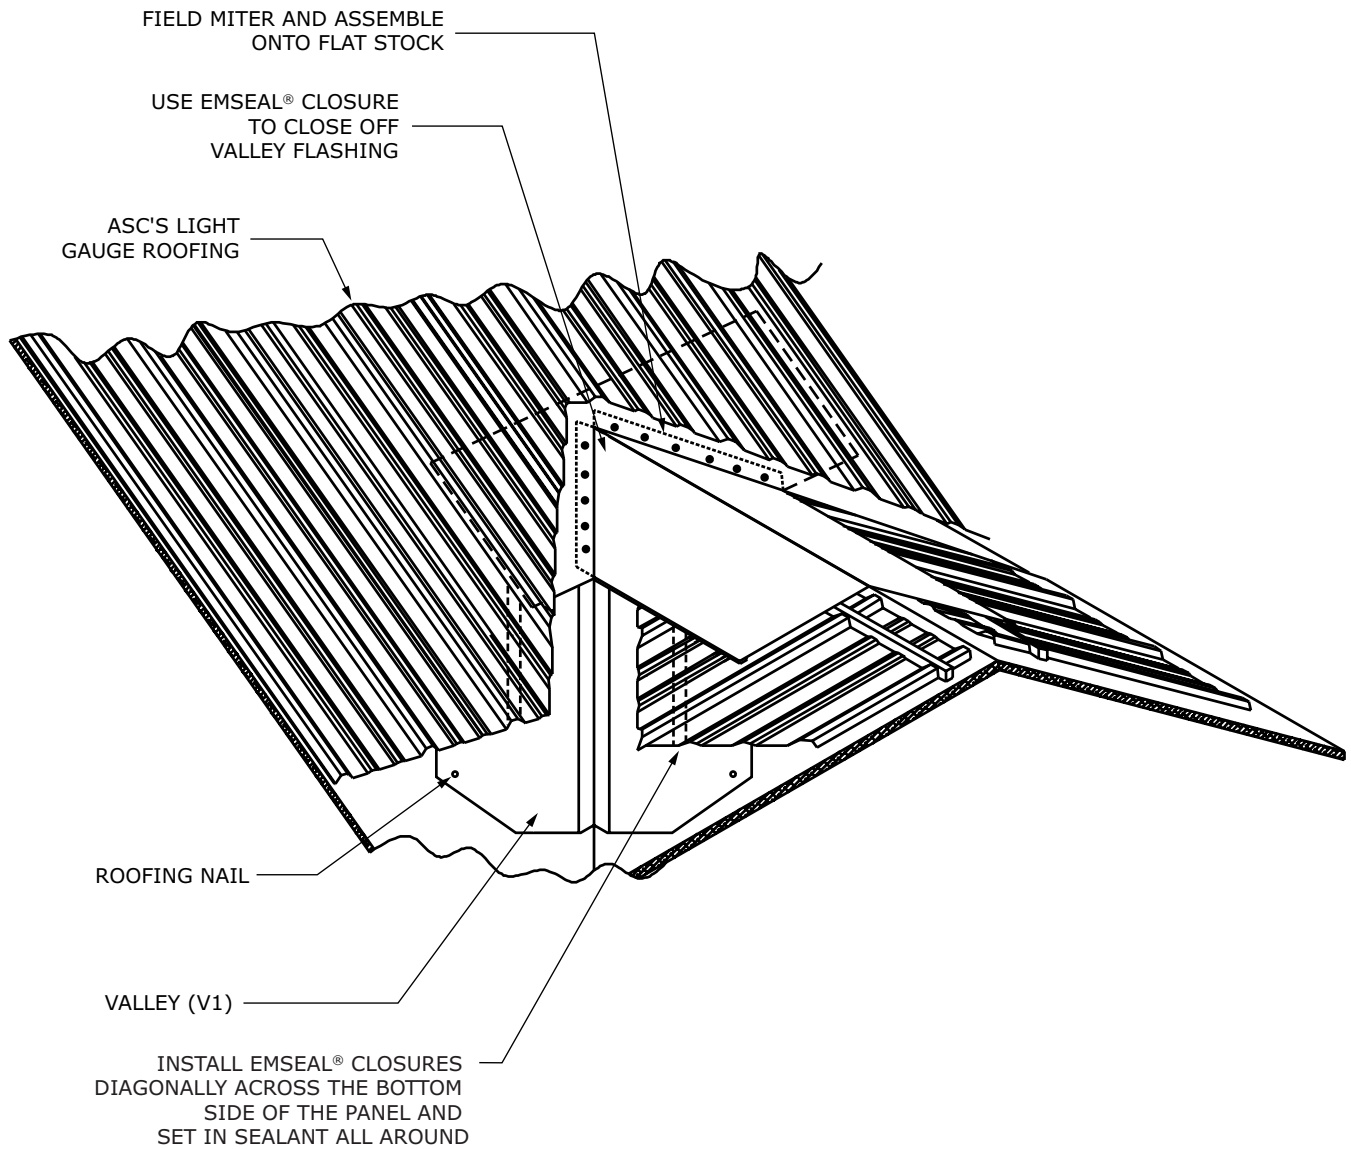 FIELD MITER AND ASSEMBLE
ONTO FLAT STOCK
USE EMSEAL® CLOSURE
TO CLOSE OFF
VALLEY FLASHING
ASC'S LIGHT
GAUGE ROOFING
ROOFING NAIL
VALLEY (V1)
INSTALL EMSEAL® CLOSURES
DIAGONALLY ACROSS THE BOTTOM
SIDE OF THE PANEL AND
SET IN SEALANT ALL AROUND